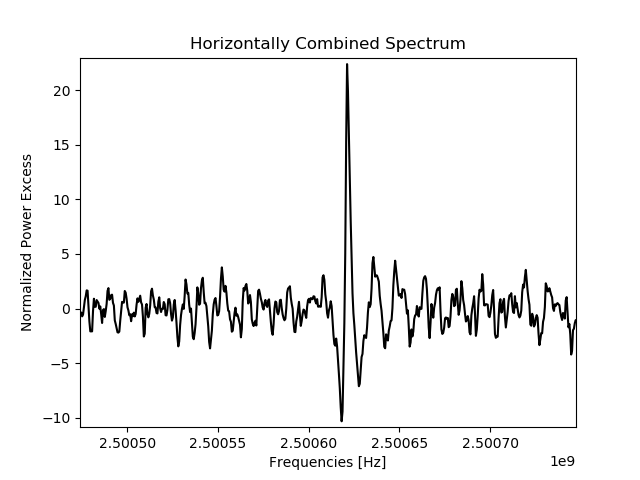 Horizontally Combined Spectrum
Normalized Power Excess
20
15
10
5
0
−5
−10
2.50050 2.50055 2.50060 2.50065 2.50070
1e9
Frequencies [Hz]